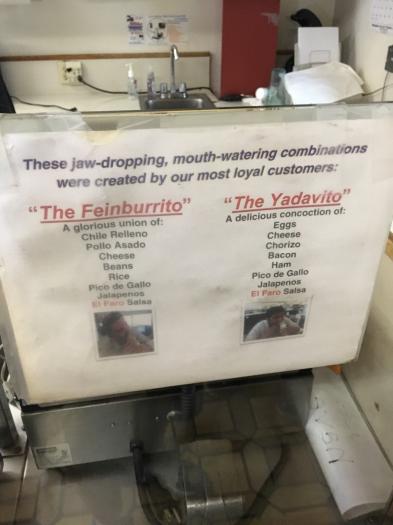 These jaw-dropping, mouth-watering combinations
were created by our most loyal customers:
"The Feinburrito"
A glorious union of:
Chile Relleno
Pollo Asado
Cheese
Beans
Rice
Pico de Gallo
Jalapenos
El Faro Salsa
"The Yadavito"
A delicious concoction of:
Eggs
Cheese
Chorizo
Bacon
Ham
Pico de Gallo
Jalapenos
El Faro Salsa